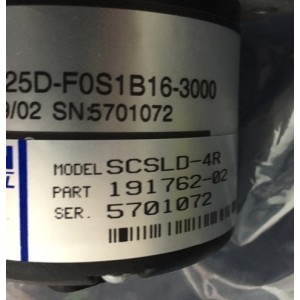 25D-F0S1B16-3000
9/02 SN:5701072
MODEL SCSLD-4R
PART 191762-02
SER. 5701072